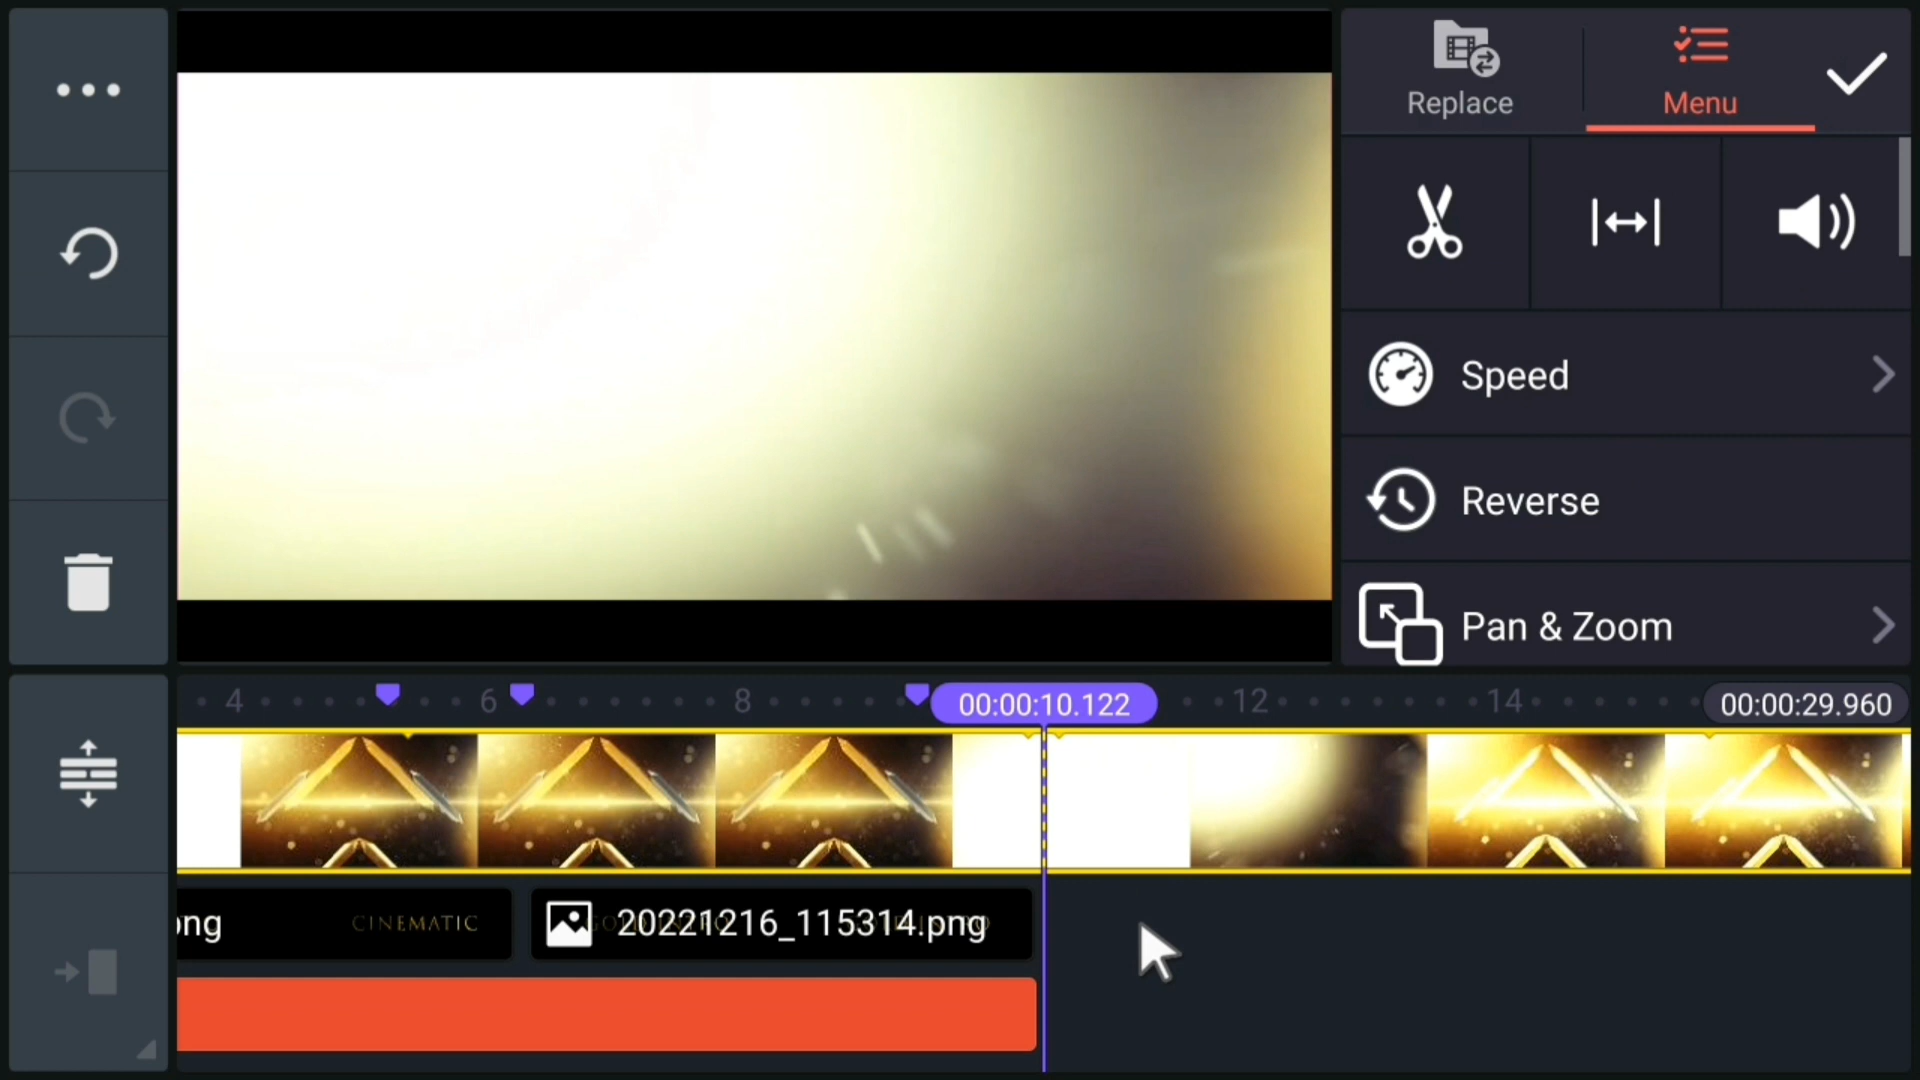 Replace
Menu
Speed
Reverse
Pan & Zoom
4
6
8
00:00:10.122
12
14
00:00:29.960
ong
CINEMATIC
20221216_115314.png